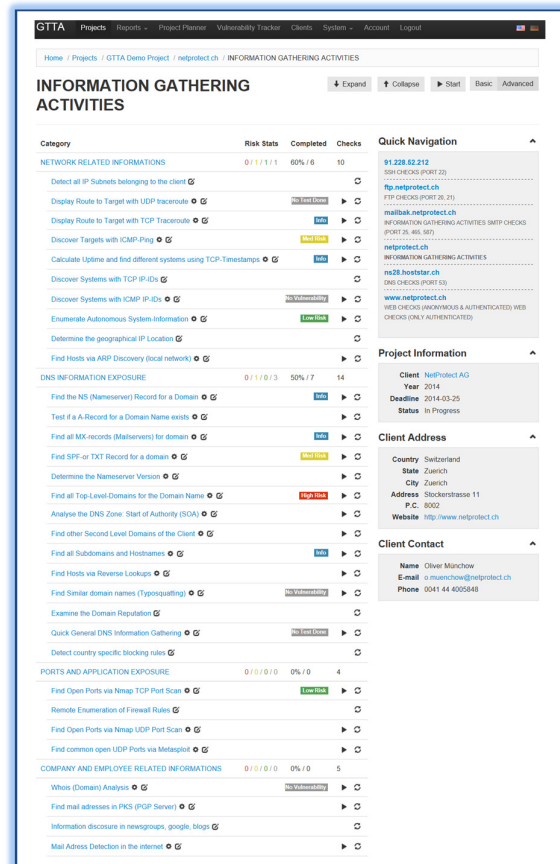 GTTA Projects Reports Project Planner Vulnerability Tracker Clients System Account Logout
Home / Projects / GTTA Demo Project / netprotect.ch / INFORMATION GATHERING ACTIVITIES
INFORMATION GATHERING
ACTIVITIES
Expand Collapse Start Basic Advanced
Category Risk Stats Completed Checks
NETWORK RELATED INFORMATIONS 0 / 1 / 1 / 1 60% / 6 10
Detect all IP Subnets belonging to the client
Display Route to Target with UDP traceroute No Test Done
Display Route to Target with TCP Traceroute Info
Discover Targets with ICMP-Ping Med Risk
Calculate Uptime and find different systems using TCP-Timestamps Info
Discover Systems with TCP IP-IDs
Discover Systems with ICMP IP-IDs No Vulnerability
Enumerate Autonomous System-Information Low Risk
Determine the geographical IP Location
Find Hosts via ARP Discovery (local network)
DNS INFORMATION EXPOSURE 0 / 1 / 0 / 3 50% / 7 14
Find the NS (Nameserver) Record for a Domain Info
Test if a A-Record for a Domain Name exists
Find all MX-records (Mailservers) for domain Info
Find SPF-or TXT Record for a domain Med Risk
Determine the Nameserver Version
Find all Top-Level-Domains for the Domain Name High Risk
Analyse the DNS Zone: Start of Authority (SOA)
Find other Second Level Domains of the Client
Find all Subdomains and Hostnames Info
Find Hosts via Reverse Lookups
Find Similar domain names (Typosquatting) No Vulnerability
Examine the Domain Reputation
Quick General DNS Information Gathering No Test Done
Detect country specific blocking rules
PORTS AND APPLICATION EXPOSURE 0 / 0 / 0 / 0 0% / 0 4
Find Open Ports via Nmap TCP Port Scan Low Risk
Remote Enumeration of Firewall Rules
Find Open Ports via Nmap UDP Port Scan
Find common open UDP Ports via Metasploit
COMPANY AND EMPLOYEE RELATED INFORMATIONS 0 / 0 / 0 / 0 0% / 0 5
Whois (Domain) Analysis No Vulnerability
Find mail adresses in PKS (PGP Server)
Information discosure in newsgroups, google, blogs
Mail Adress Detection in the internet
Quick Navigation
91.228.52.212
SSH CHECKS (PORT 22)
ftp.netprotect.ch
FTP CHECKS (PORT 20, 21)
mailbak.netprotect.ch
INFORMATION GATHERING ACTIVITIES SMTP CHECKS
(PORT 25, 465, 587)
netprotect.ch
INFORMATION GATHERING ACTIVITIES
ns28.hoststar.ch
DNS CHECKS (PORT 53)
www.netprotect.ch
WEB CHECKS (ANONYMOUS & AUTHENTICATED) WEB
CHECKS (ONLY AUTHENTICATED)
Project Information
Client NetProtect AG
Year 2014
Deadline 2014-03-25
Status In Progress
Client Address
Country Switzerland
State Zuerich
City Zuerich
Address Stockerstrasse 11
P.C. 8002
Website http://www.netprotect.ch
Client Contact
Name Oliver Münchow
E-mail o.muenchow@netprotect.ch
Phone 0041 44 4005848